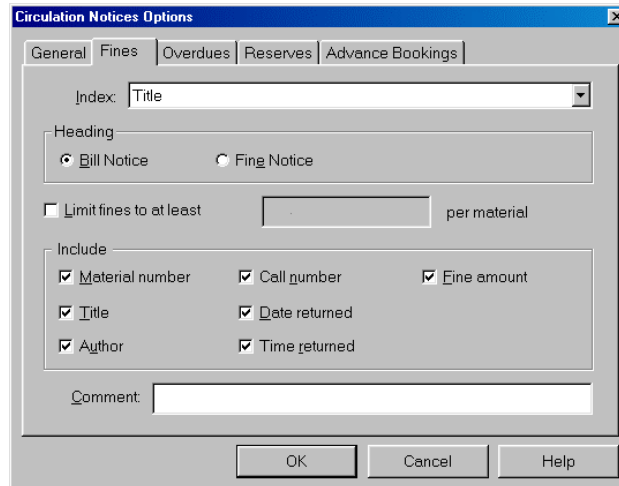 Circulation Notices Options
General Fines Overdues Reserves Advance Bookings
Index: Title
Heading
Bill Notice Fine Notice
Limit fines to at least per material
Include
Material number Call number Fine amount
Title Date returned
Author Time returned
Comment:
OK Cancel Help